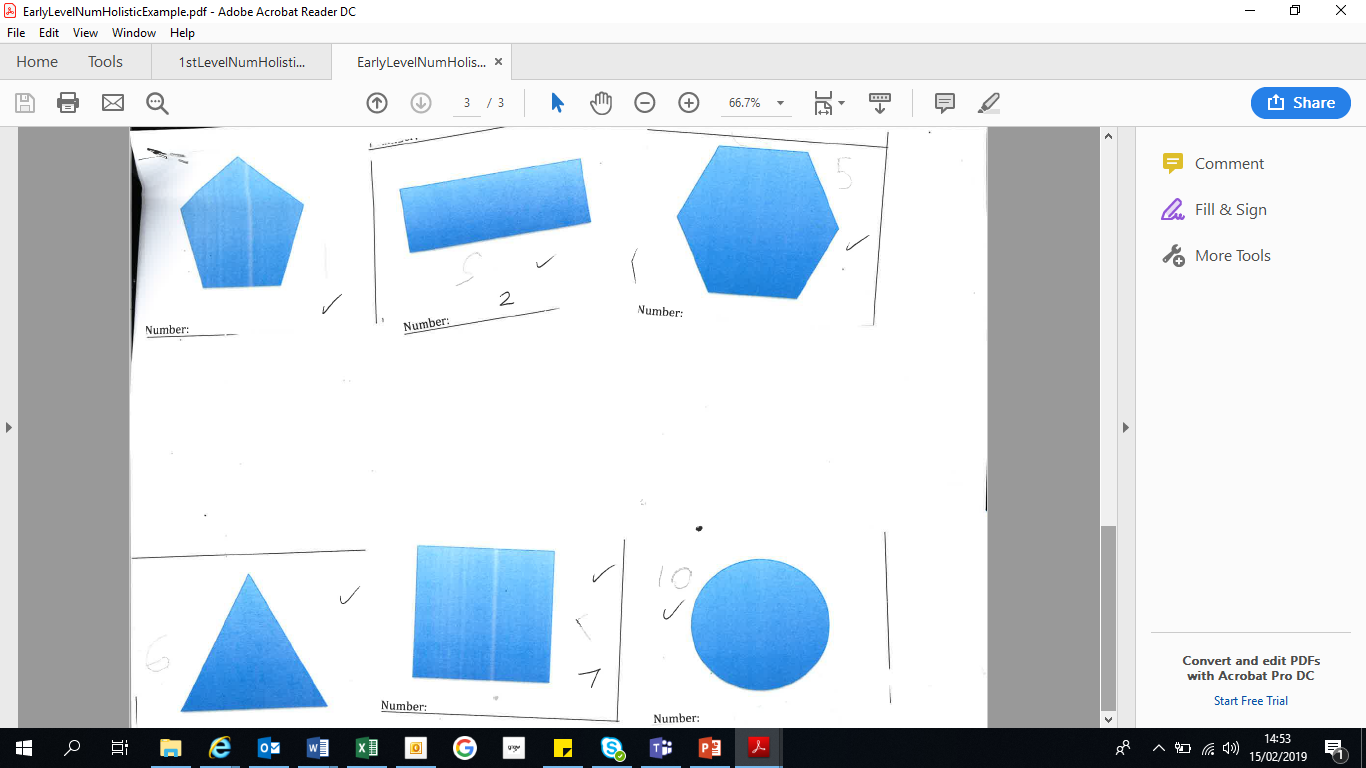 EarlyLevelNumHolisticExample.pdf - Adobe Acrobat Reader DC
File Edit View Window Help
Home Tools 1stLevelNumHolisti... EarlyLevelNumHolis... ×
3 / 3 66.7% Share
Comment
Fill & Sign
More Tools
5
1
5
2
Number:
Number:
Number:
10
6
7
Number:
Number:
Convert and edit PDFs
with Acrobat Pro DC
Start Free Trial
14:53
15/02/2019
1